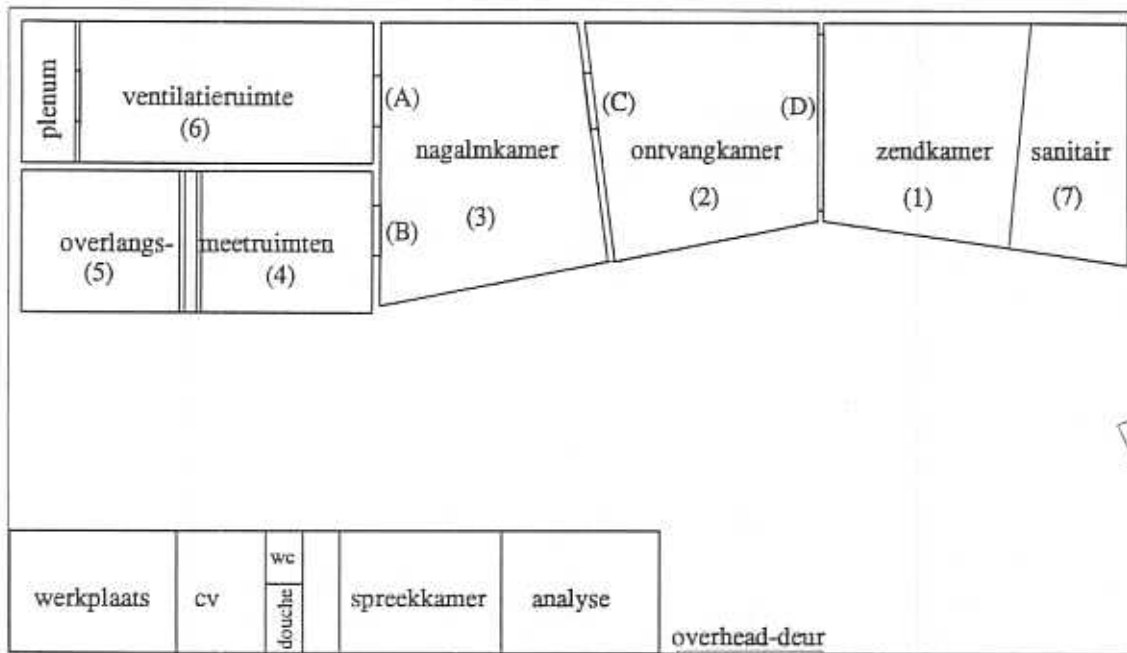 plenum
ventilatieruimte
(6)
(A)
nagalmkamer
(3)
(C)
ontvangkamer
(2)
(D)
zendkamer
(1)
sanitair
(7)
overlangs-
(5)
meetruimten
(4)
(B)
werkplaats
cv
wc
douche
spreekkamer
analyse
overhead-deur